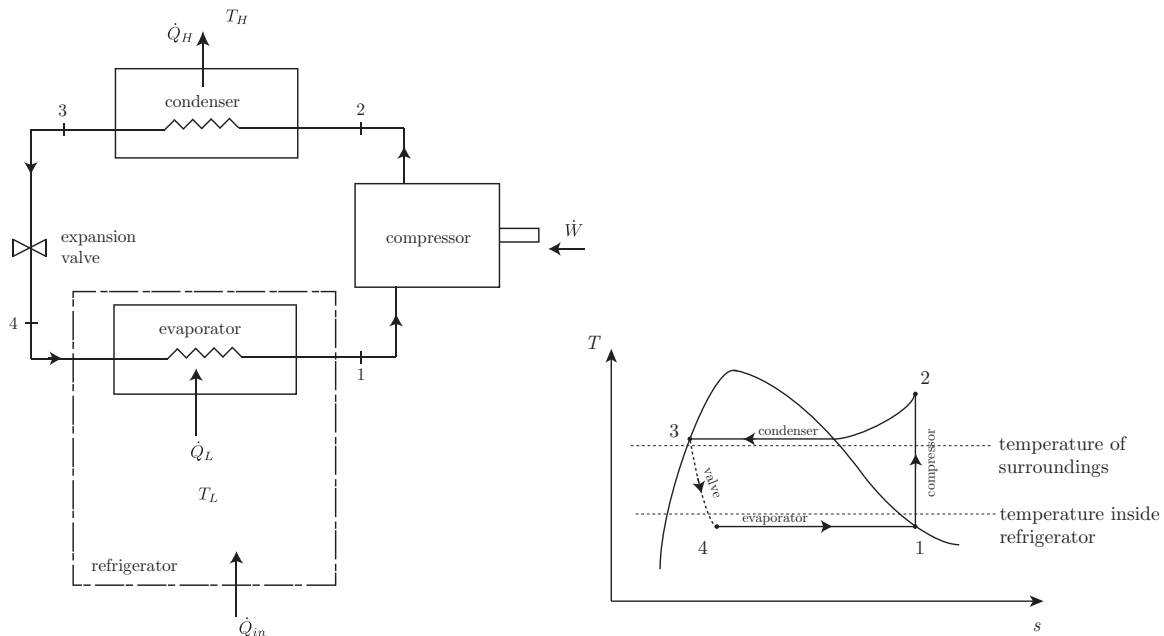 T_H
Q̇_H
condenser
3
2
expansion
valve
compressor
Ẇ
4
evaporator
1
Q̇_L
T_L
refrigerator
Q̇_in
T
2
3
condenser
compressor
temperature of
surroundings
valve
evaporator
temperature inside
refrigerator
4
1
s